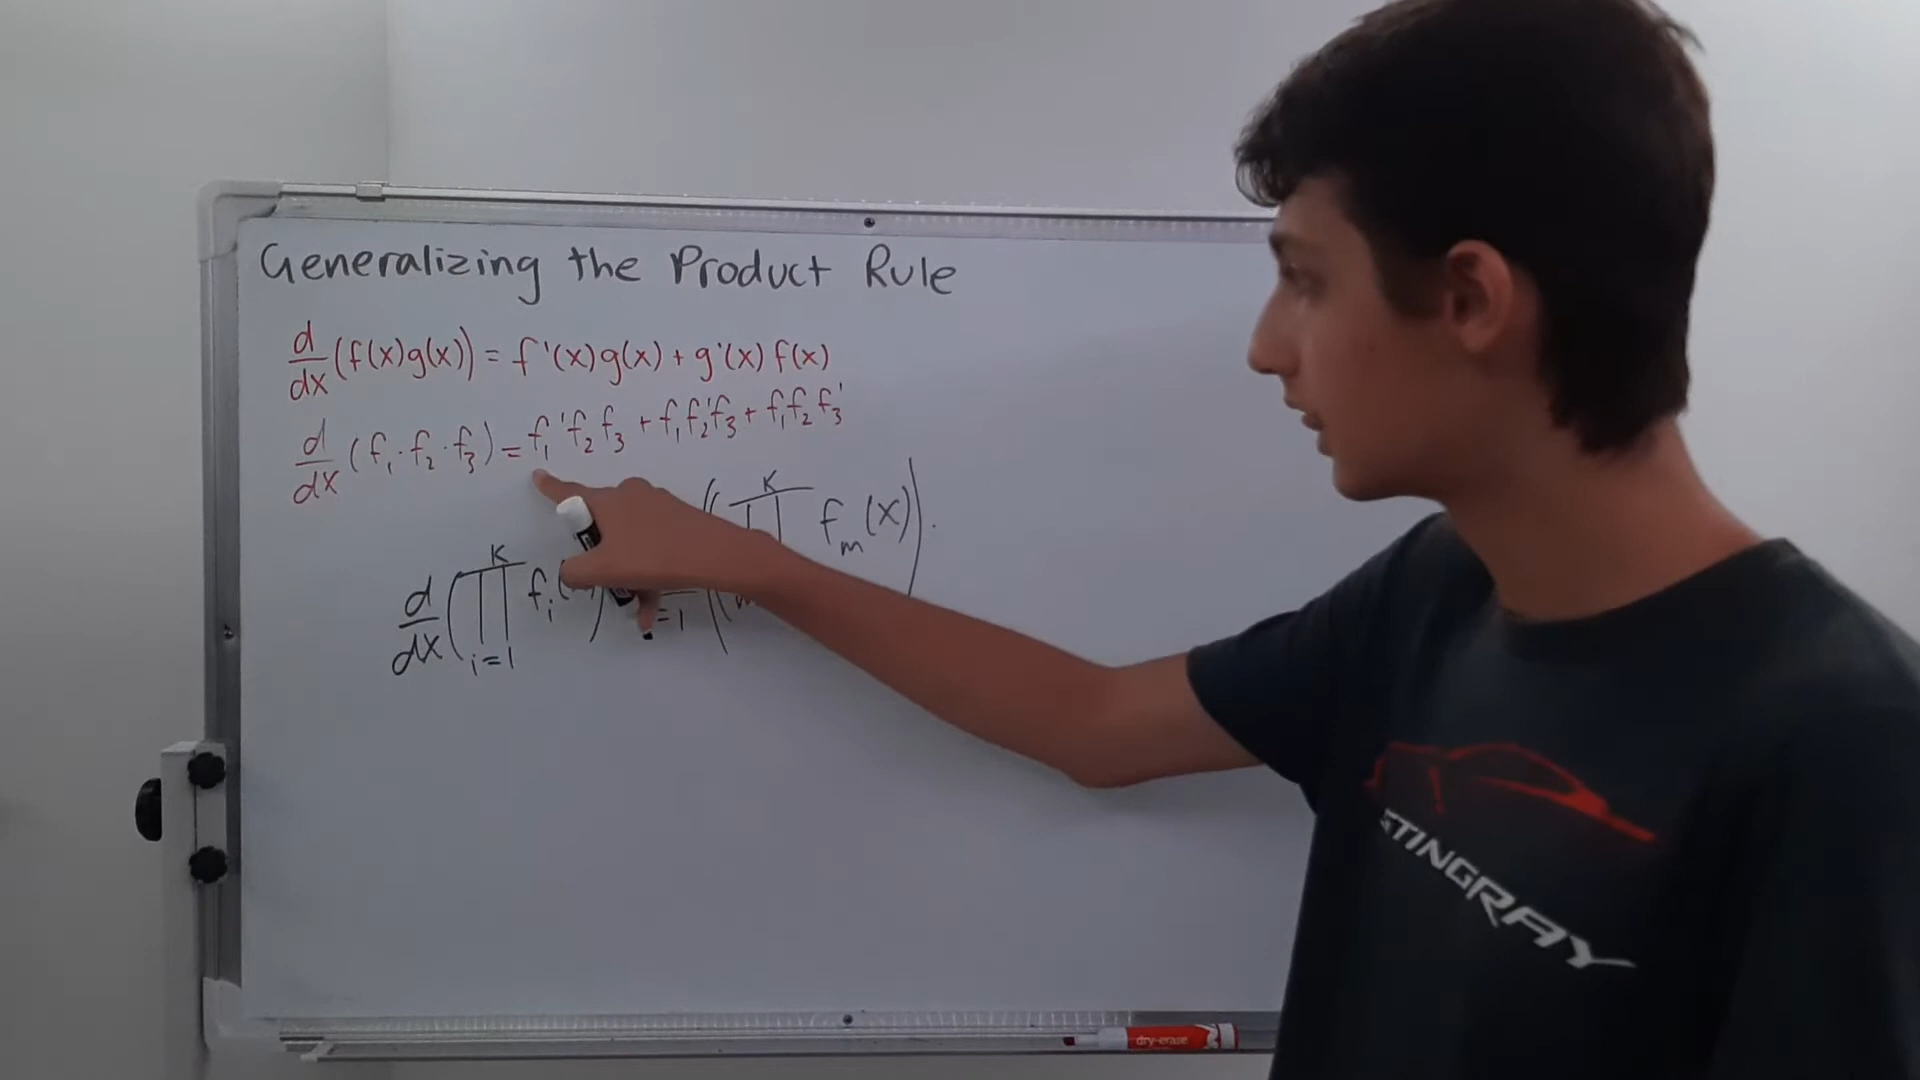 Generalizing the Product Rule
d/dx (f(x)g(x)) = f'(x)g(x) + g'(x) f(x)
d/dx (f₁ · f₂ · f₃) = f₁'f₂f₃ + f₁f₂'f₃ + f₁f₂f₃'
K
∏ fₘ(x)).
d/dx (∏ fᵢ(
K
i=1
=1
STINGRAY
dry-erase